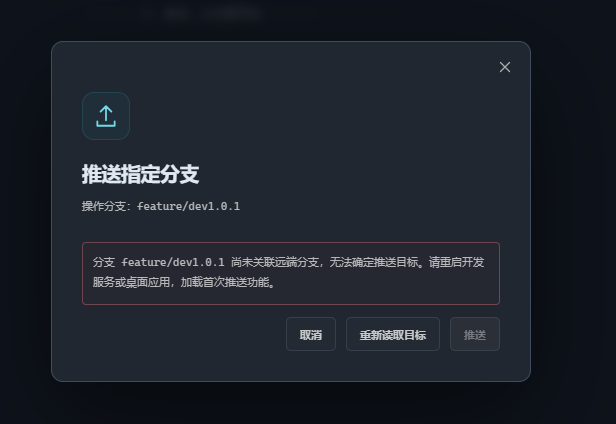 推送指定分支
操作分支：feature/dev1.0.1
分支 feature/dev1.0.1 尚未关联远端分支，无法确定推送目标。请重启开发
服务或桌面应用，加载首次推送功能。
取消 重新读取目标 推送